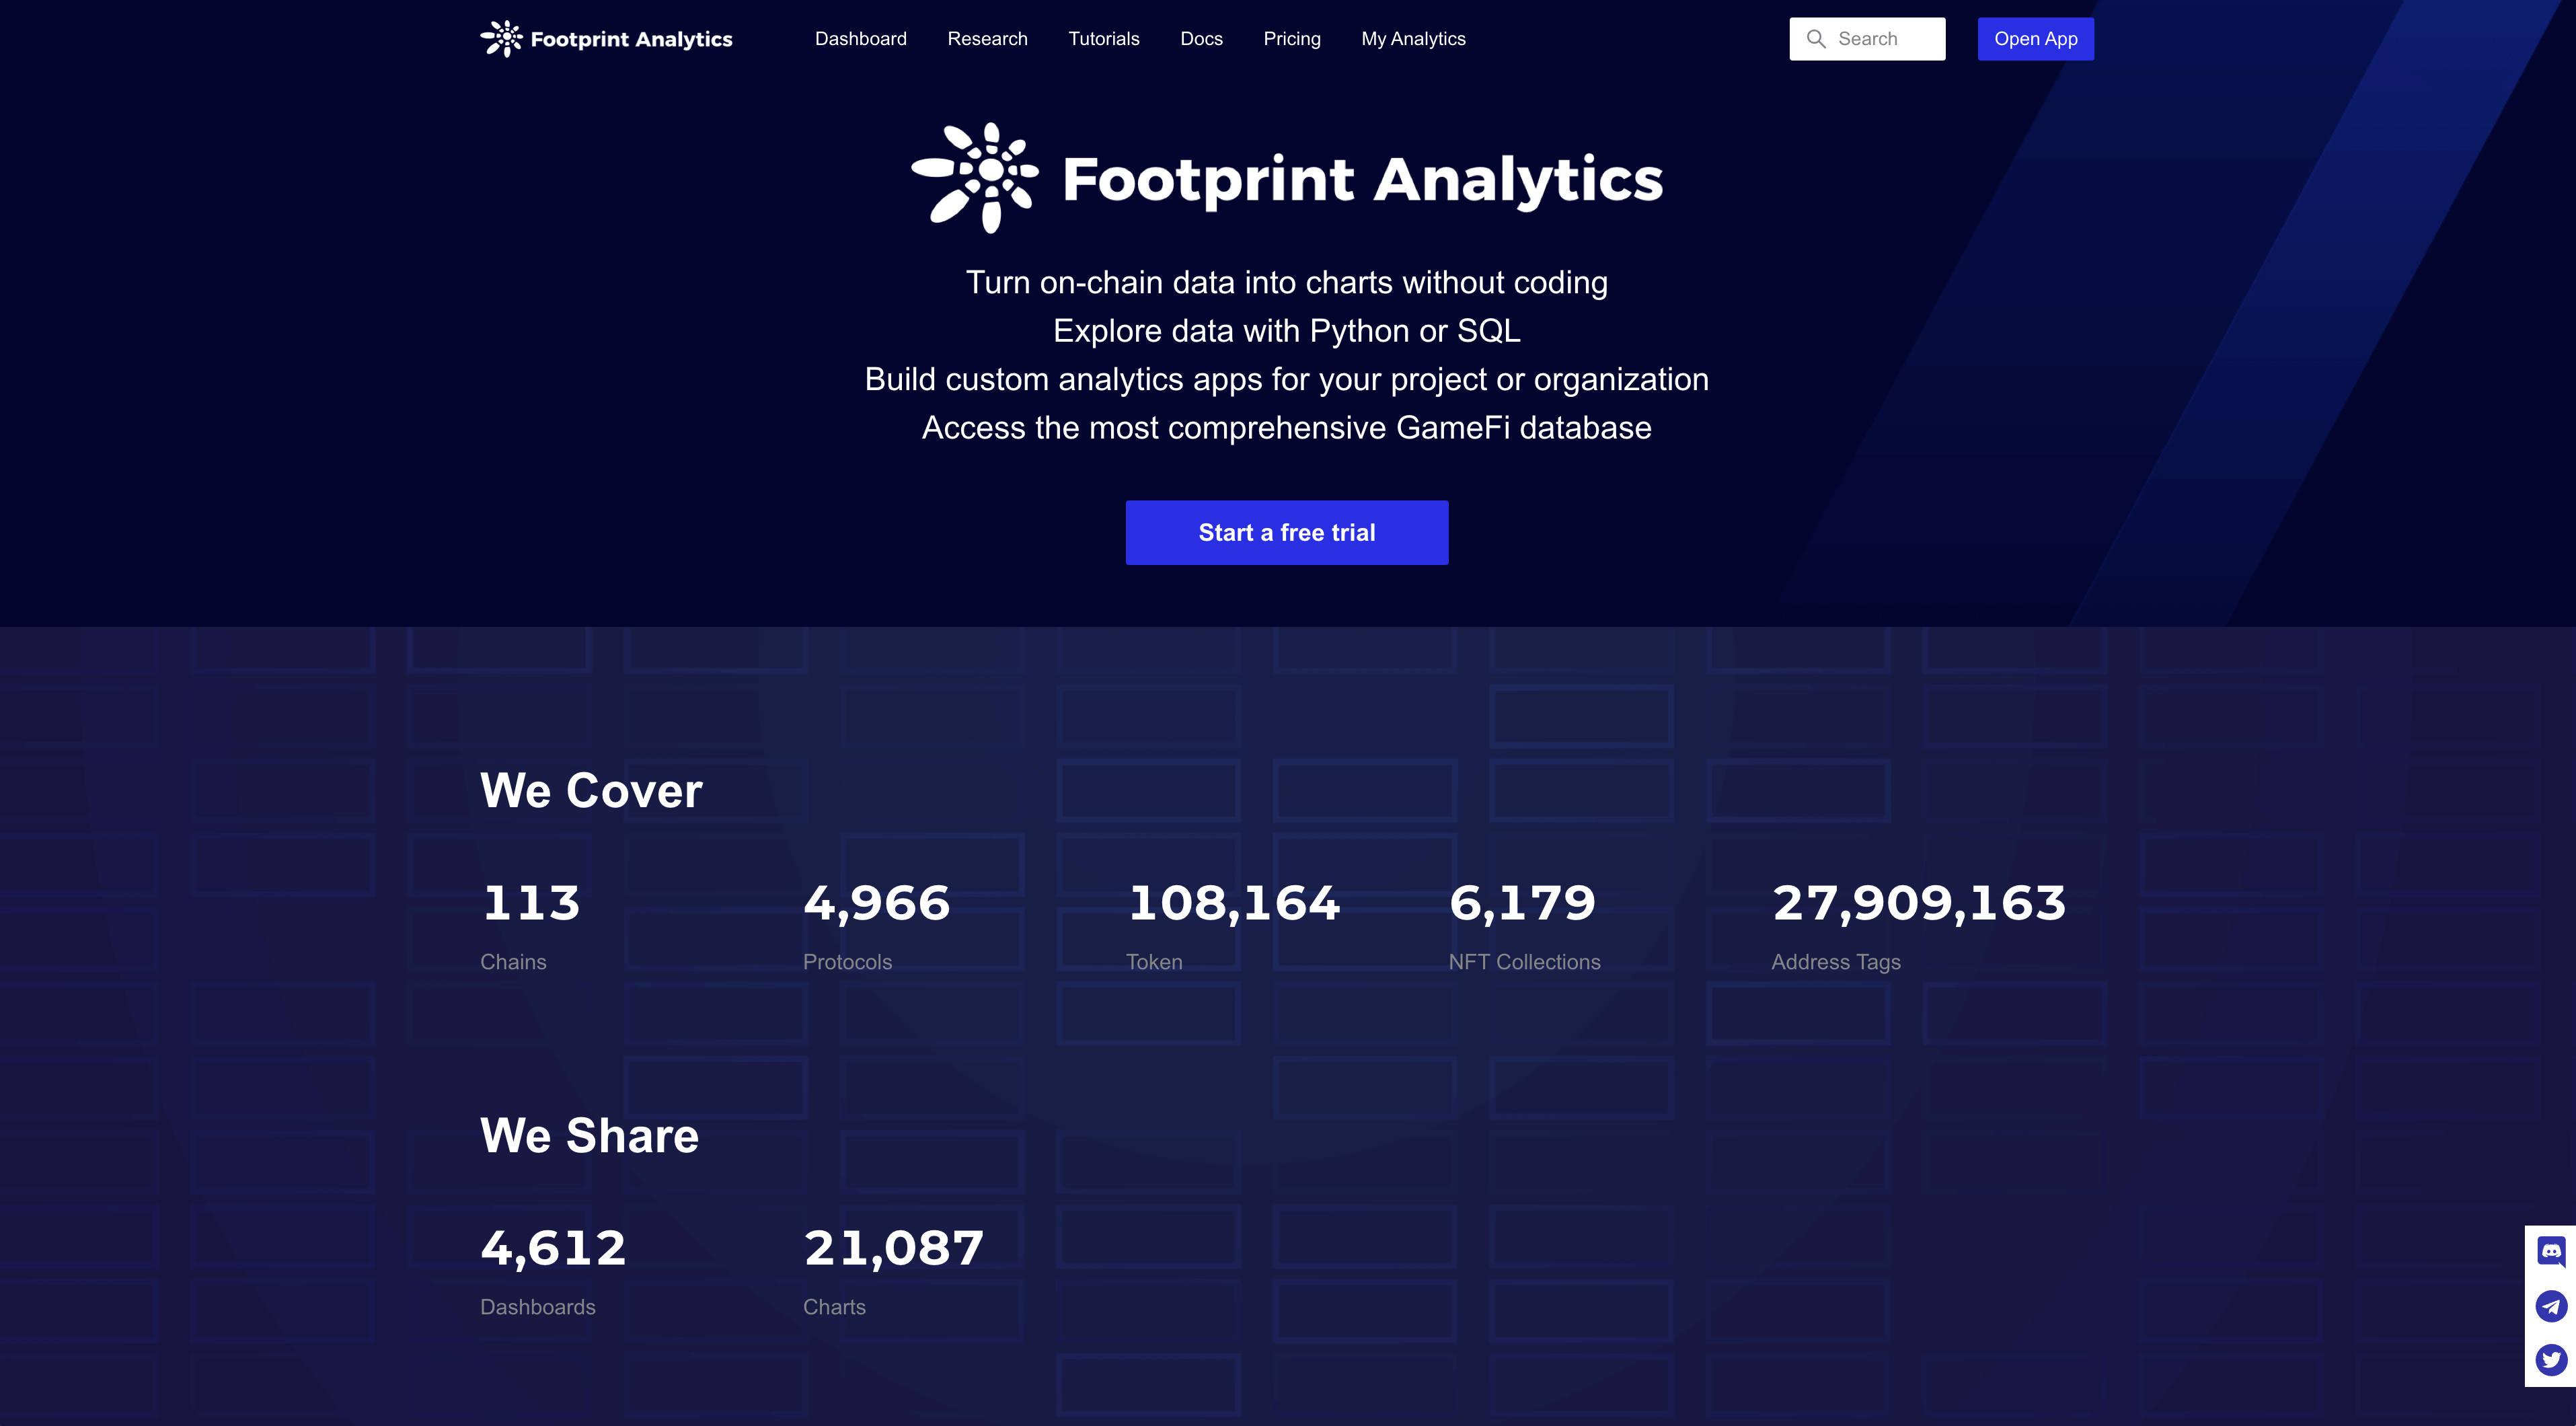 Footprint Analytics
Dashboard
Research
Tutorials
Docs
Pricing
My Analytics
Search
Open App
Footprint Analytics
Turn on-chain data into charts without coding
Explore data with Python or SQL
Build custom analytics apps for your project or organization
Access the most comprehensive GameFi database
Start a free trial
We Cover
113
Chains
4,966
Protocols
108,164
Token
6,179
NFT Collections
27,909,163
Address Tags
We Share
4,612
Dashboards
21,087
Charts